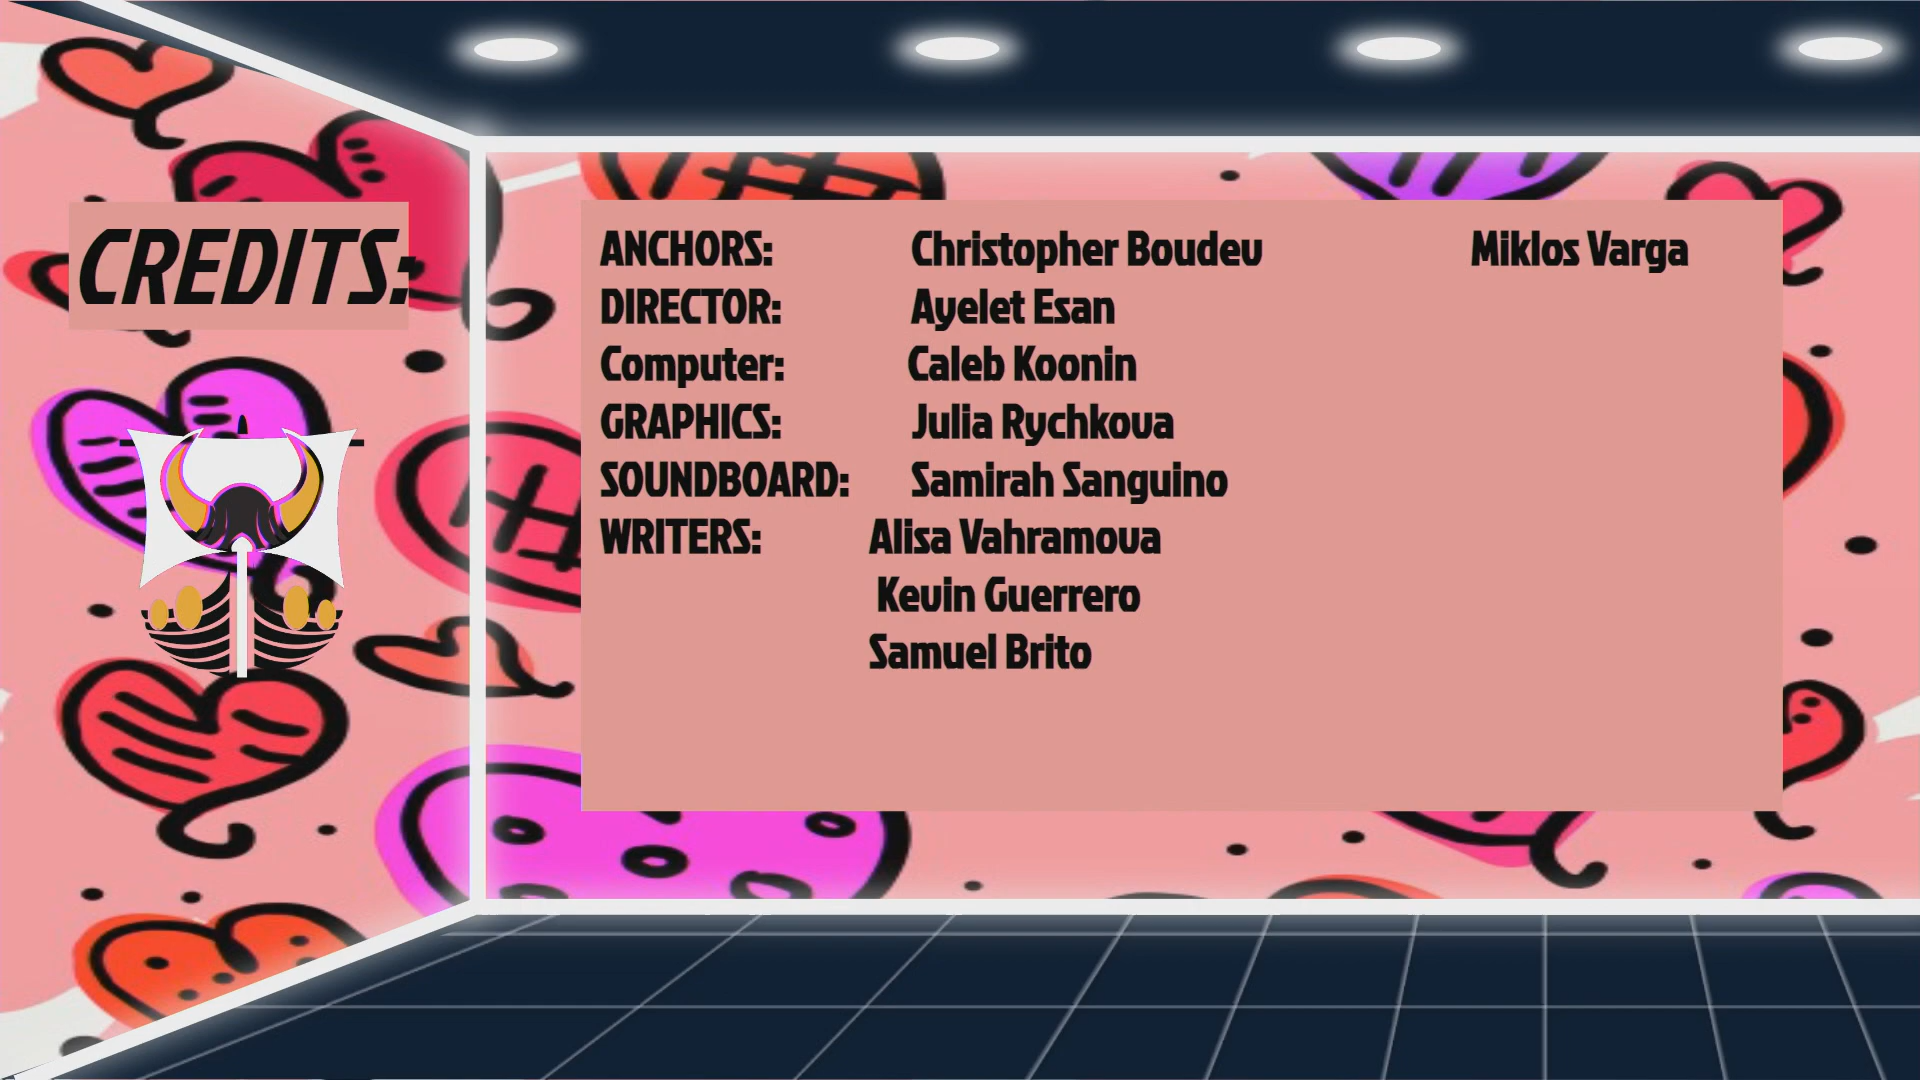 CREDITS:
ANCHORS: Christopher Boudev Miklos Varga
DIRECTOR: Ayelet Esan
Computer: Caleb Koonin
GRAPHICS: Julia Rychkova
SOUNDBOARD: Samirah Sanguino
WRITERS: Alisa Vahramova
Kevin Guerrero
Samuel Brito